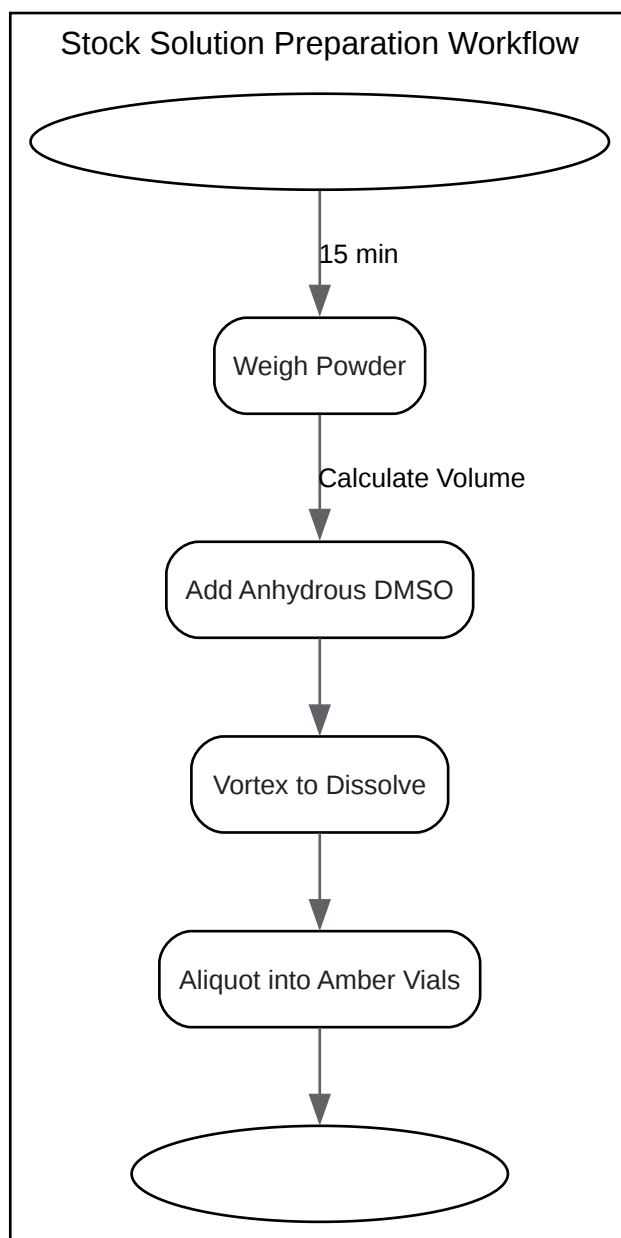 Stock Solution Preparation Workflow
15 min
Weigh Powder
Calculate Volume
Add Anhydrous DMSO
Vortex to Dissolve
Aliquot into Amber Vials